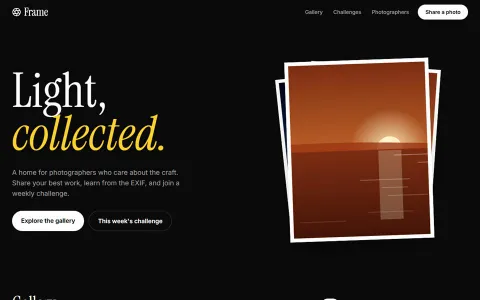 Frame
Gallery
Challenges
Photographers
Share a photo
Light,
collected.
A home for photographers who care about the craft.
Share your best work, learn from the EXIF, and join a
weekly challenge.
Explore the gallery
This week's challenge